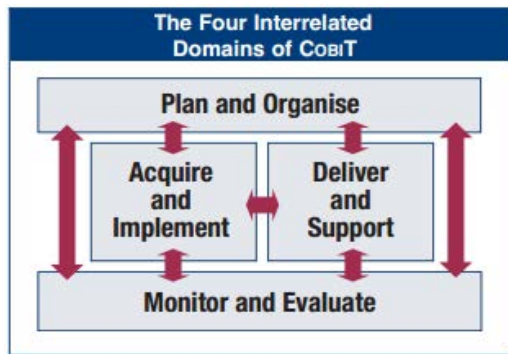 The Four Interrelated
Domains of COBIT
Plan and Organise
Acquire
and
Implement
Deliver
and
Support
Monitor and Evaluate